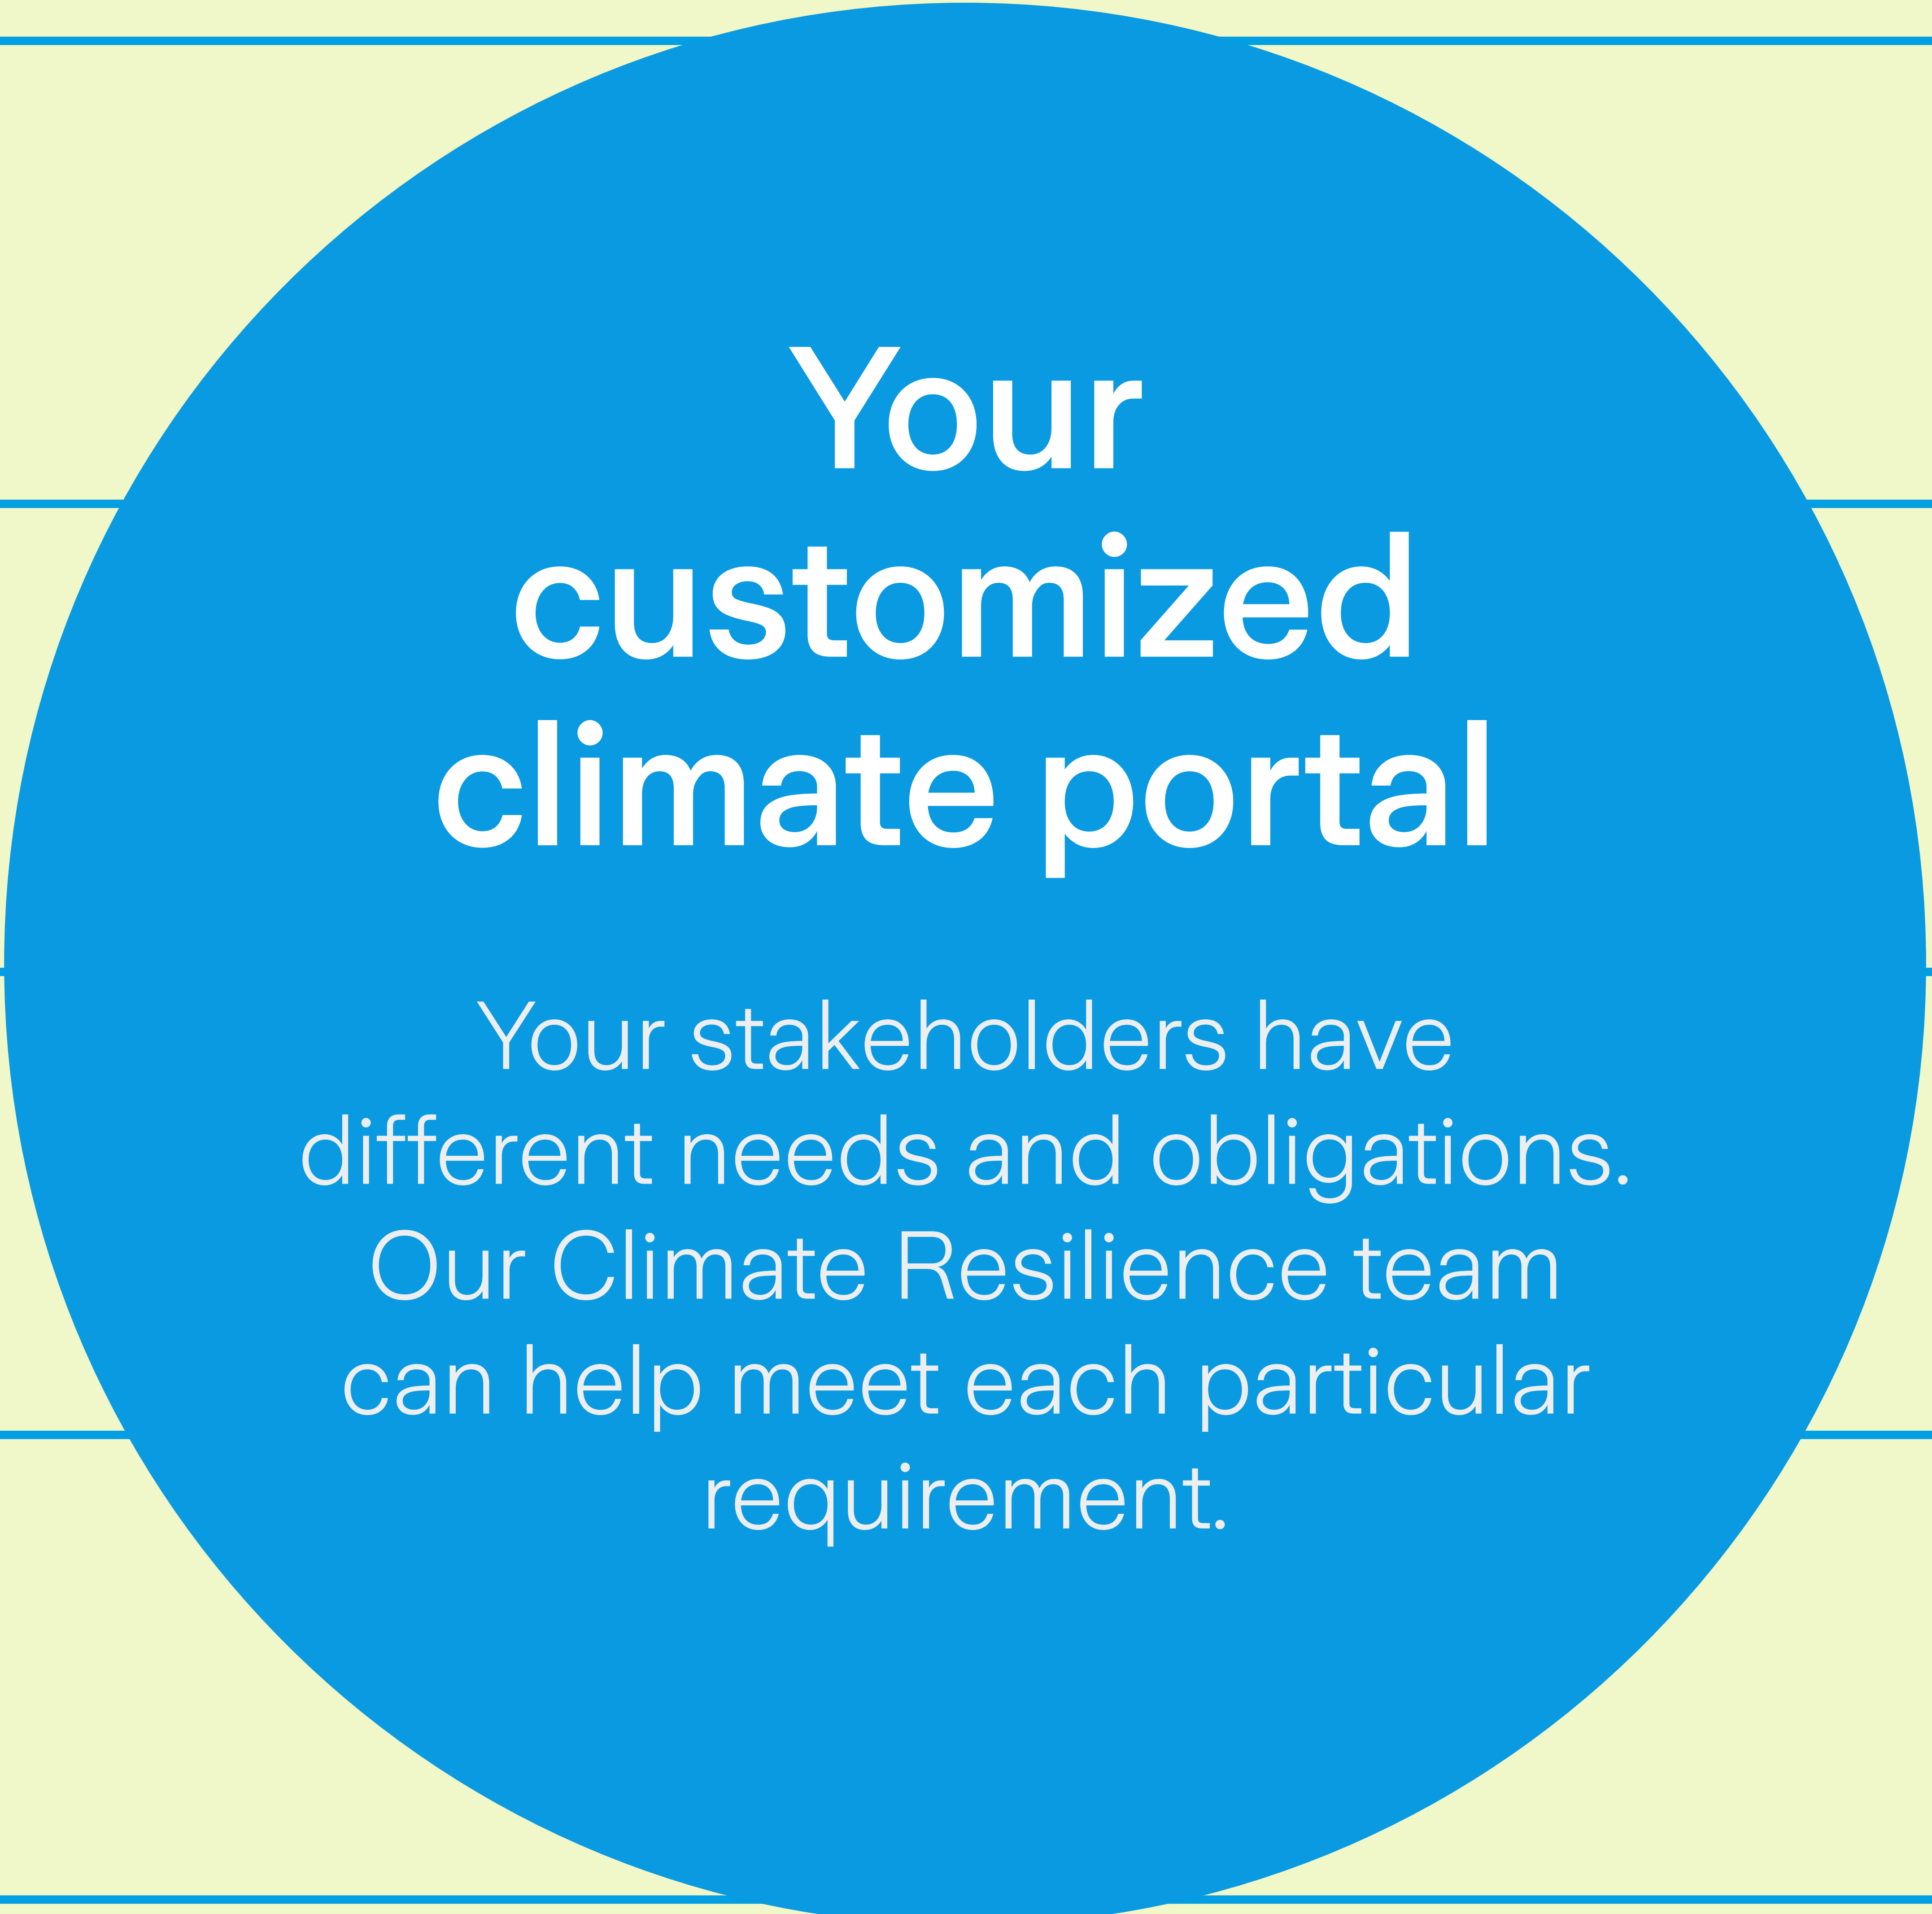 Your
customized
climate portal
Your stakeholders have
different needs and obligations.
Our Climate Resilience team
can help meet each particular
requirement.